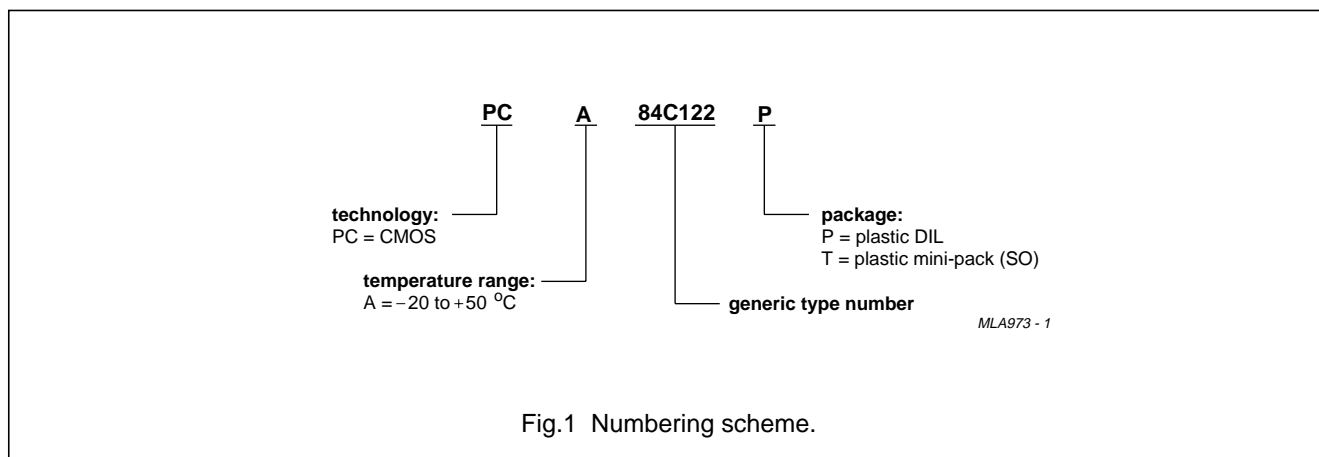 PC A 84C122 P
technology:
PC = CMOS
temperature range:
A = −20 to +50 °C
package:
P = plastic DIL
T = plastic mini-pack (SO)
generic type number
MLA973 - 1
Fig.1 Numbering scheme.